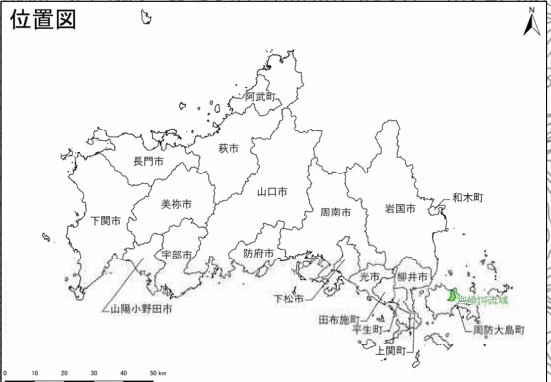 位置図
N
阿武町
萩市
長門市
山口市
美祢市
周南市
岩国市
和木町
下関市
宇部市
防府市
光市
柳井市
下松市
山陽小野田市
田布施町
平生町
上関町
周防大島町
流域
0 10 20 30 40 50 km